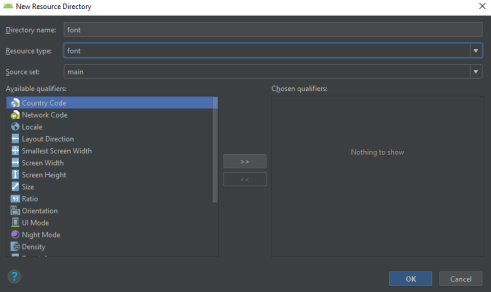 New Resource Directory
Directory name: font
Resource type: font
Source set: main
Available qualifiers:
Chosen qualifiers:
Country Code
Network Code
Locale
Layout Direction
Smallest Screen Width
Screen Width
Screen Height
Size
Ratio
Orientation
UI Mode
Night Mode
Density
>>
<<
Nothing to show
?
OK
Cancel